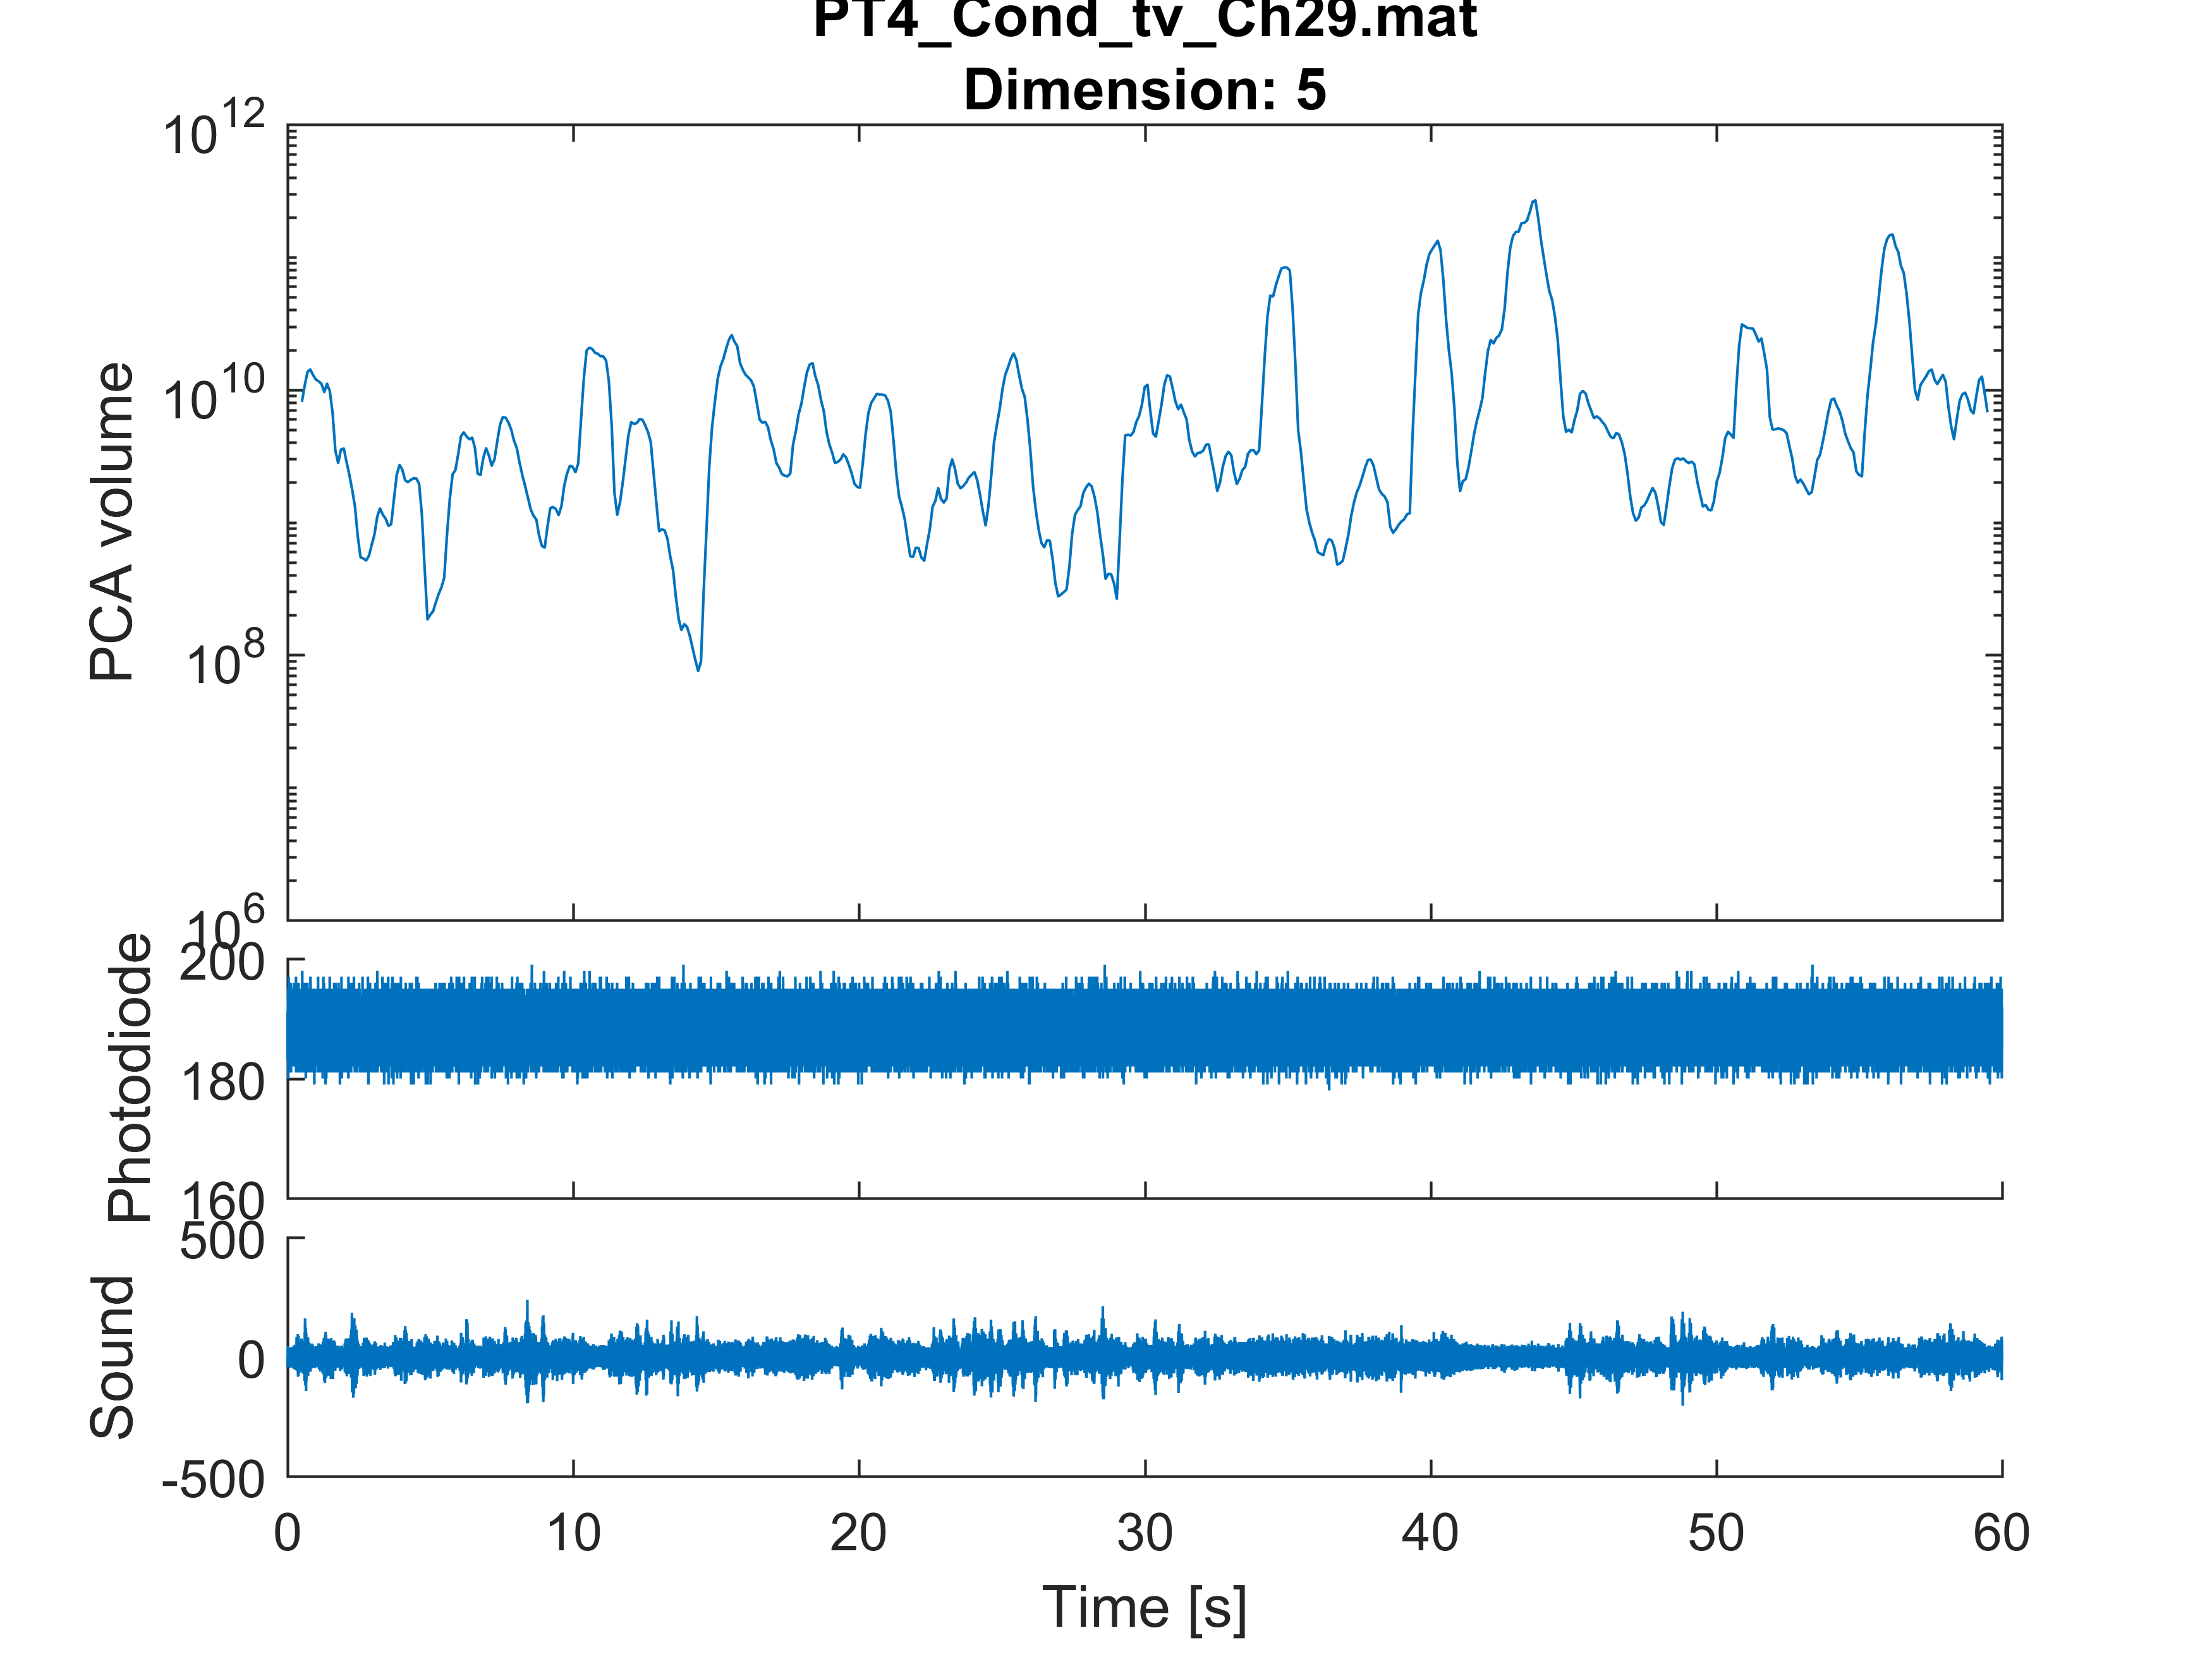 PT4_Cond_tv_Ch29.mat
Dimension: 5
10^12
10^10
10^8
10^6
PCA volume
200
180
160
Photodiode
500
0
-500
Sound
0 10 20 30 40 50 60
Time [s]